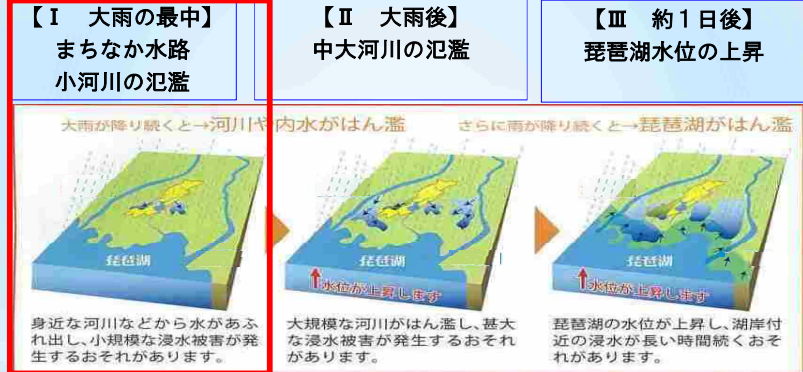 【Ⅰ 大雨の最中】
まちなか水路
小河川の氾濫
【Ⅱ 大雨後】
中大河川の氾濫
【Ⅲ 約１日後】
琵琶湖水位の上昇
大雨が降り続くと→河川や内水がはん濫
さらに雨が降り続くと→琵琶湖がはん濫
琵琶湖
身近な河川などから水があふ
れ出し、小規模な浸水被害が発
生するおそれがあります。
琵琶湖
水位が上昇します
大規模な河川がはん濫し、甚大
な浸水被害が発生するおそれ
があります。
琵琶湖
水位が上昇します
琵琶湖の水位が上昇し、湖岸付
近の浸水が長い時間続くおそ
れがあります。